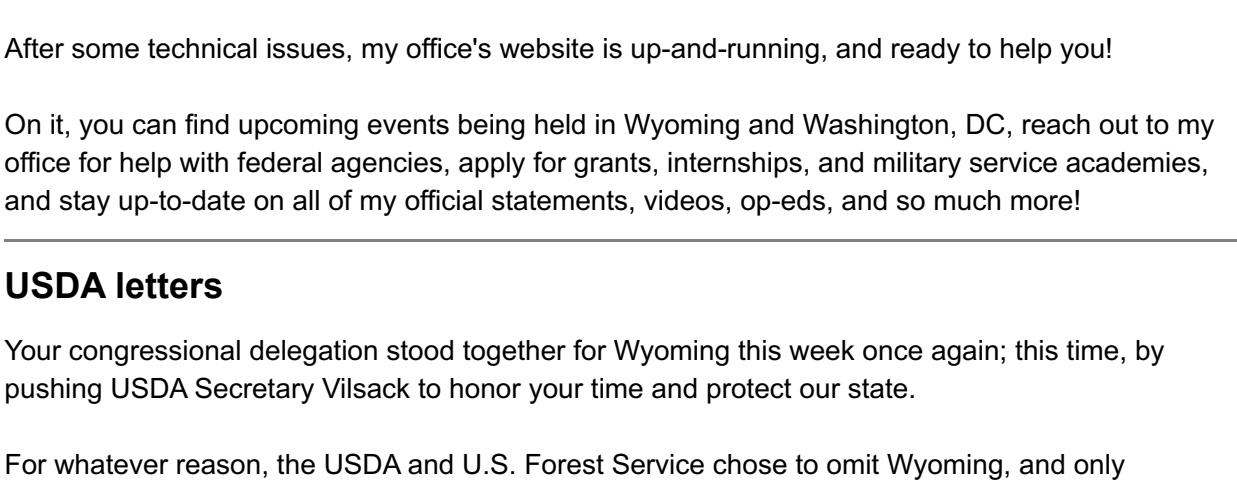 After some technical issues, my office's website is up-and-running, and ready to help you!
On it, you can find upcoming events being held in Wyoming and Washington, DC, reach out to my
office for help with federal agencies, apply for grants, internships, and military service academies,
and stay up-to-date on all of my official statements, videos, op-eds, and so much more!
USDA letters
Your congressional delegation stood together for Wyoming this week once again; this time, by
pushing USDA Secretary Vilsack to honor your time and protect our state.
For whatever reason, the USDA and U.S. Forest Service chose to omit Wyoming, and only